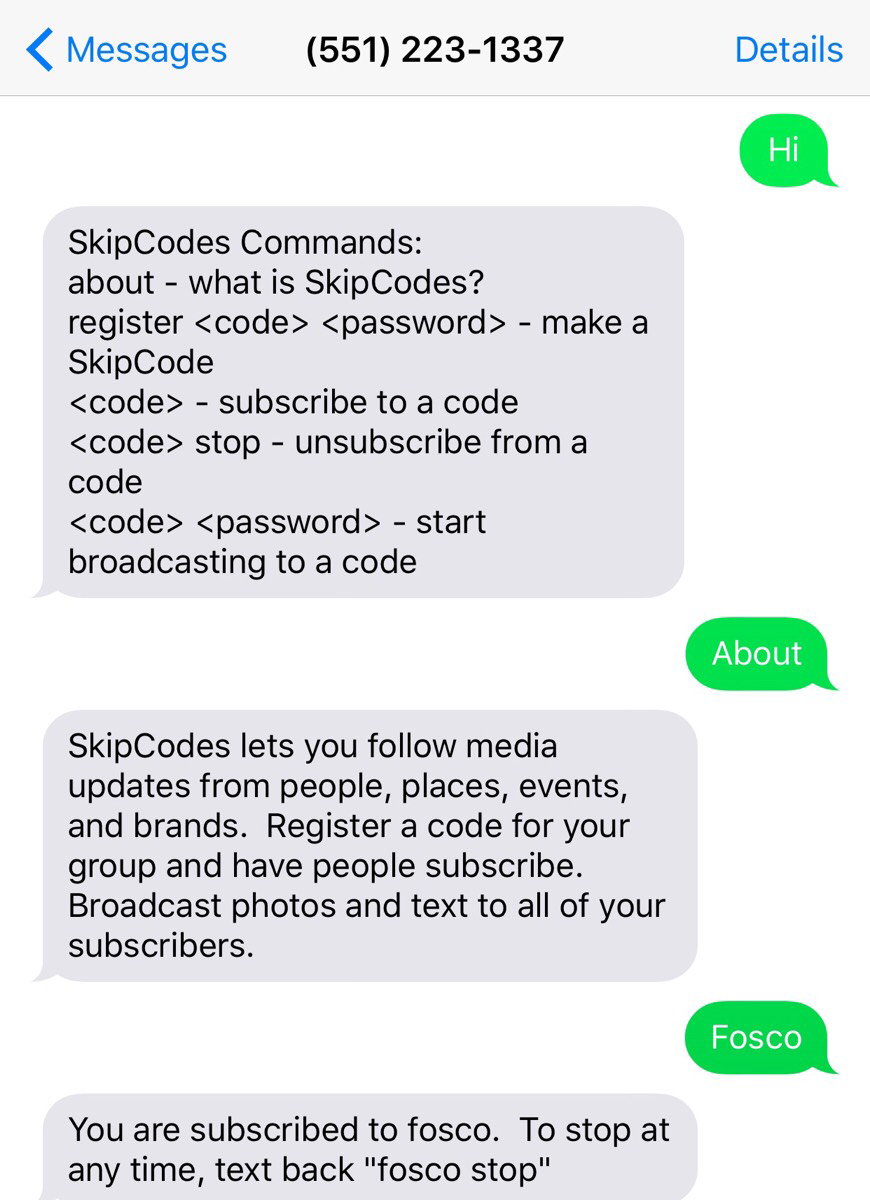 Messages (551) 223-1337 Details
Hi
SkipCodes Commands:
about - what is SkipCodes?
register <code> <password> - make a
SkipCode
<code> - subscribe to a code
<code> stop - unsubscribe from a
code
<code> <password> - start
broadcasting to a code
About
SkipCodes lets you follow media
updates from people, places, events,
and brands.  Register a code for your
group and have people subscribe.
Broadcast photos and text to all of your
subscribers.
Fosco
You are subscribed to fosco.  To stop at
any time, text back "fosco stop"